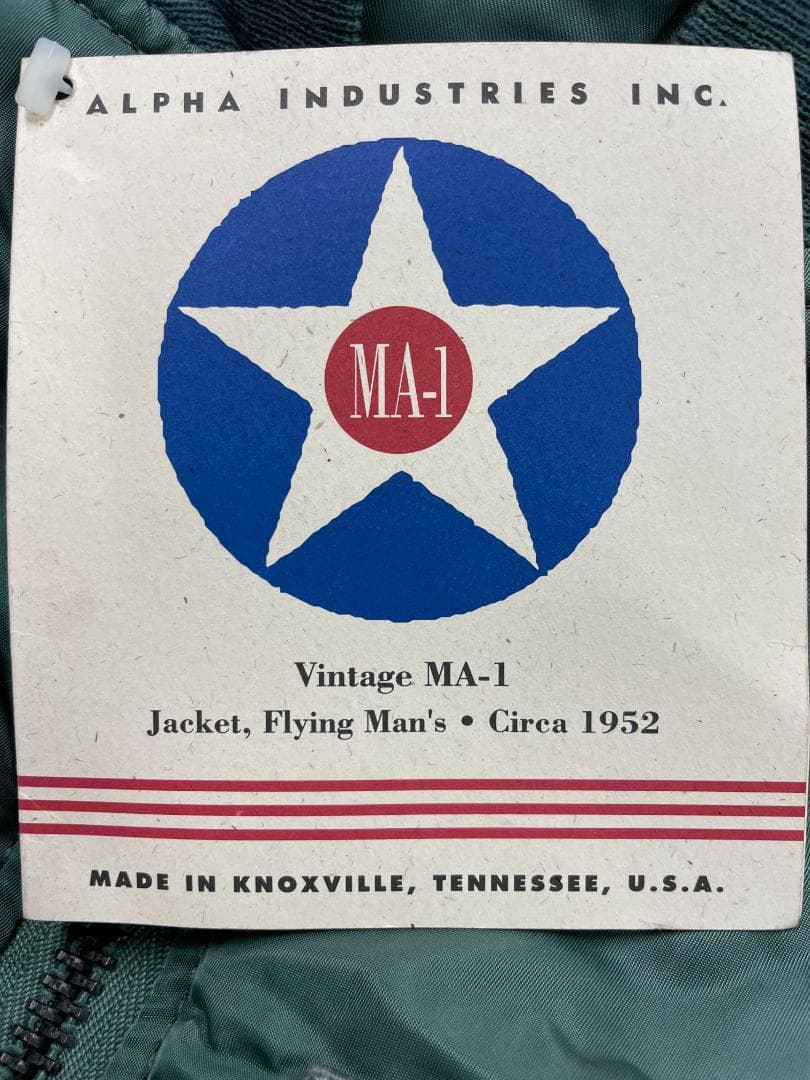 ALPHA INDUSTRIES INC.
MA-1
Vintage MA-1
Jacket, Flying Man's • Circa 1952
MADE IN KNOXVILLE, TENNESSEE, U.S.A.